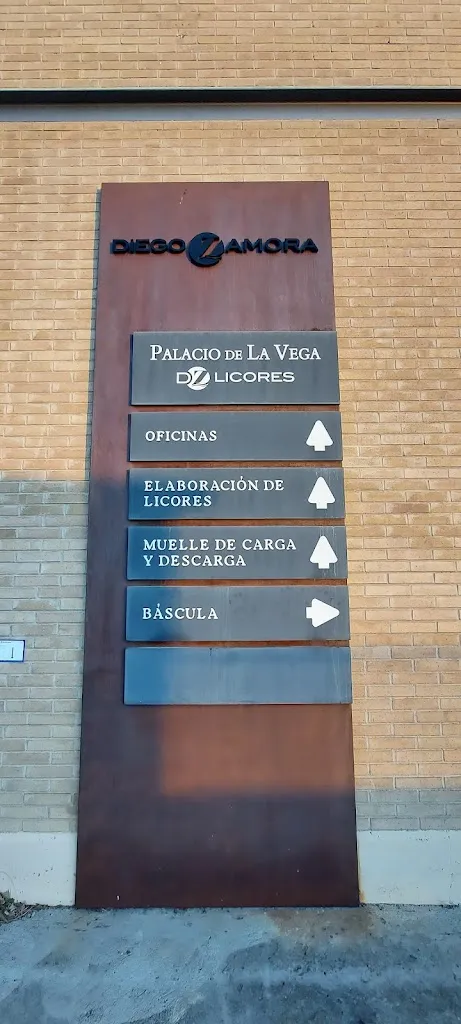 DIEGO ZAMORA
PALACIO DE LA VEGA
DZ LICORES
OFICINAS
ELABORACIÓN DE
LICORES
MUELLE DE CARGA
Y DESCARGA
BÁSCULA